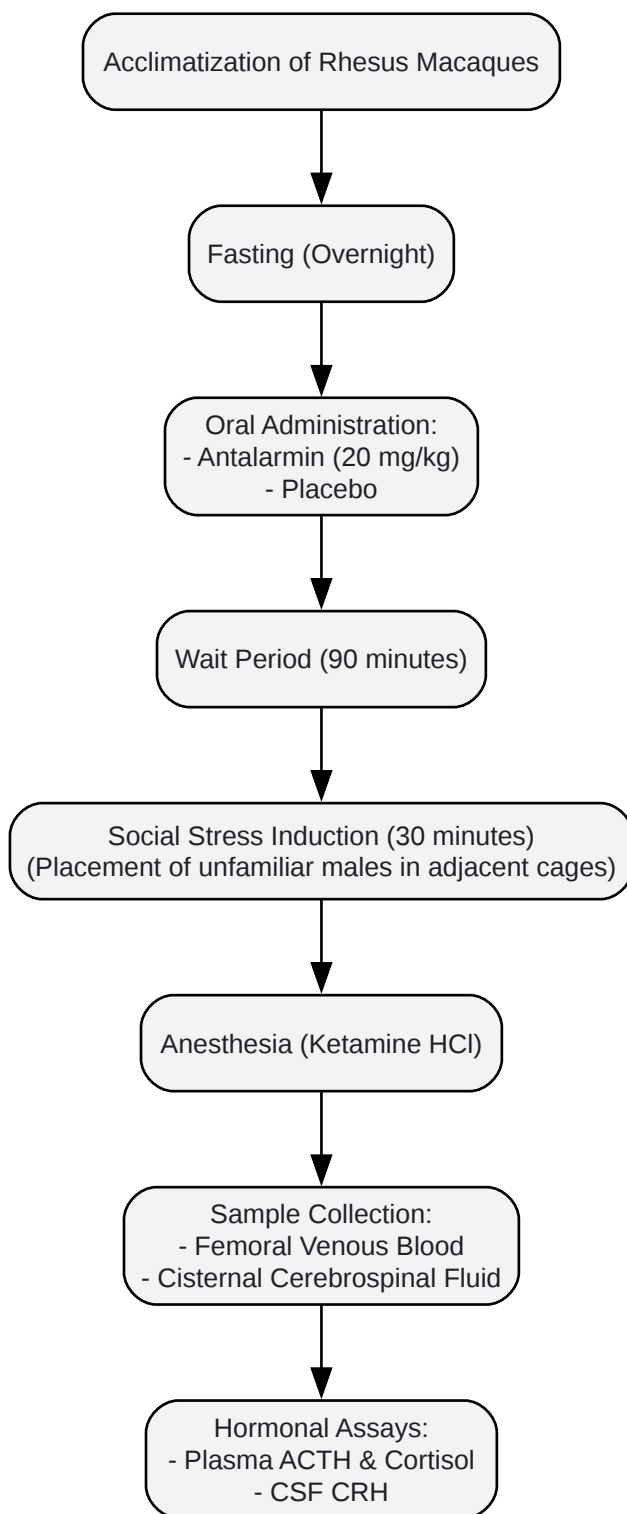 Acclimatization of Rhesus Macaques
Fasting (Overnight)
Oral Administration:
- Antalarmin (20 mg/kg)
- Placebo
Wait Period (90 minutes)
Social Stress Induction (30 minutes)
(Placement of unfamiliar males in adjacent cages)
Anesthesia (Ketamine HCl)
Sample Collection:
- Femoral Venous Blood
- Cisternal Cerebrospinal Fluid
Hormonal Assays:
- Plasma ACTH & Cortisol
- CSF CRH